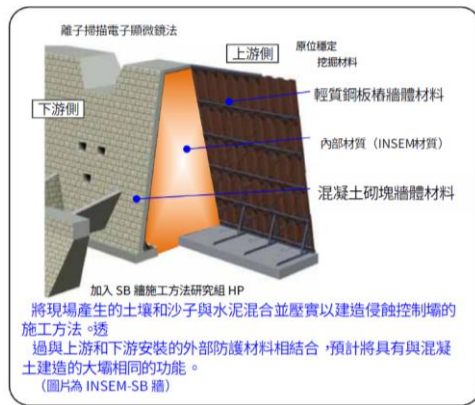 離子掃描電子顯微鏡法
上游側
原位穩定
挖掘材料
輕質鋼板樁牆體材料
下游側
內部材質（INSEM材質）
混凝土砌塊牆體材料
加入 SB 牆施工方法研究組 HP
將現場產生的土壤和沙子與水泥混合並壓實以建造侵蝕控制壩的
施工方法。透
過與上游和下游安裝的外部防護材料相結合，預計將具有與混凝
土建造的大壩相同的功能。
（圖片為 INSEM-SB 牆）